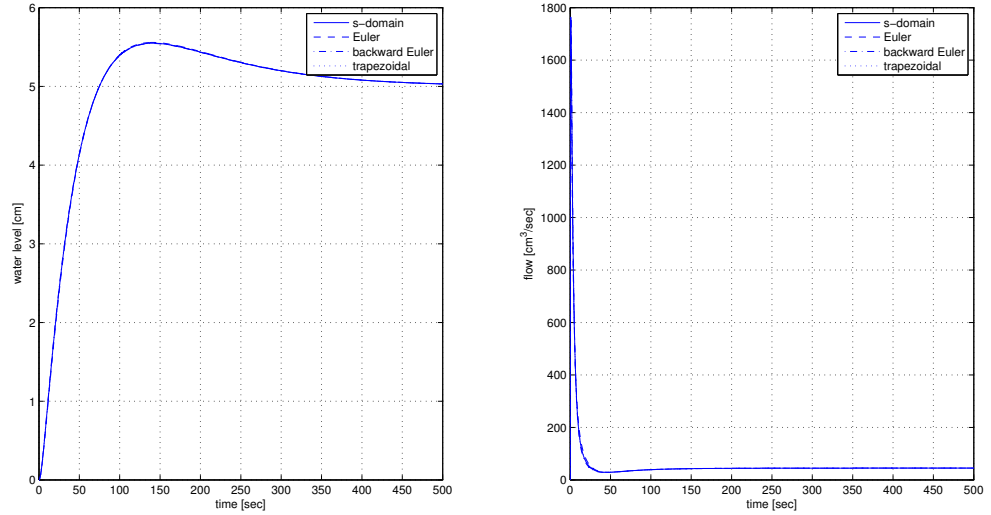 6
5
4
3
2
1
0
water level [cm]
0 50 100 150 200 250 300 350 400 450 500
time [sec]
s−domain
Euler
backward Euler
trapezoidal
1800
1600
1400
1200
1000
800
600
400
200
0
flow [cm³/sec]
0 50 100 150 200 250 300 350 400 450 500
time [sec]
s−domain
Euler
backward Euler
trapezoidal